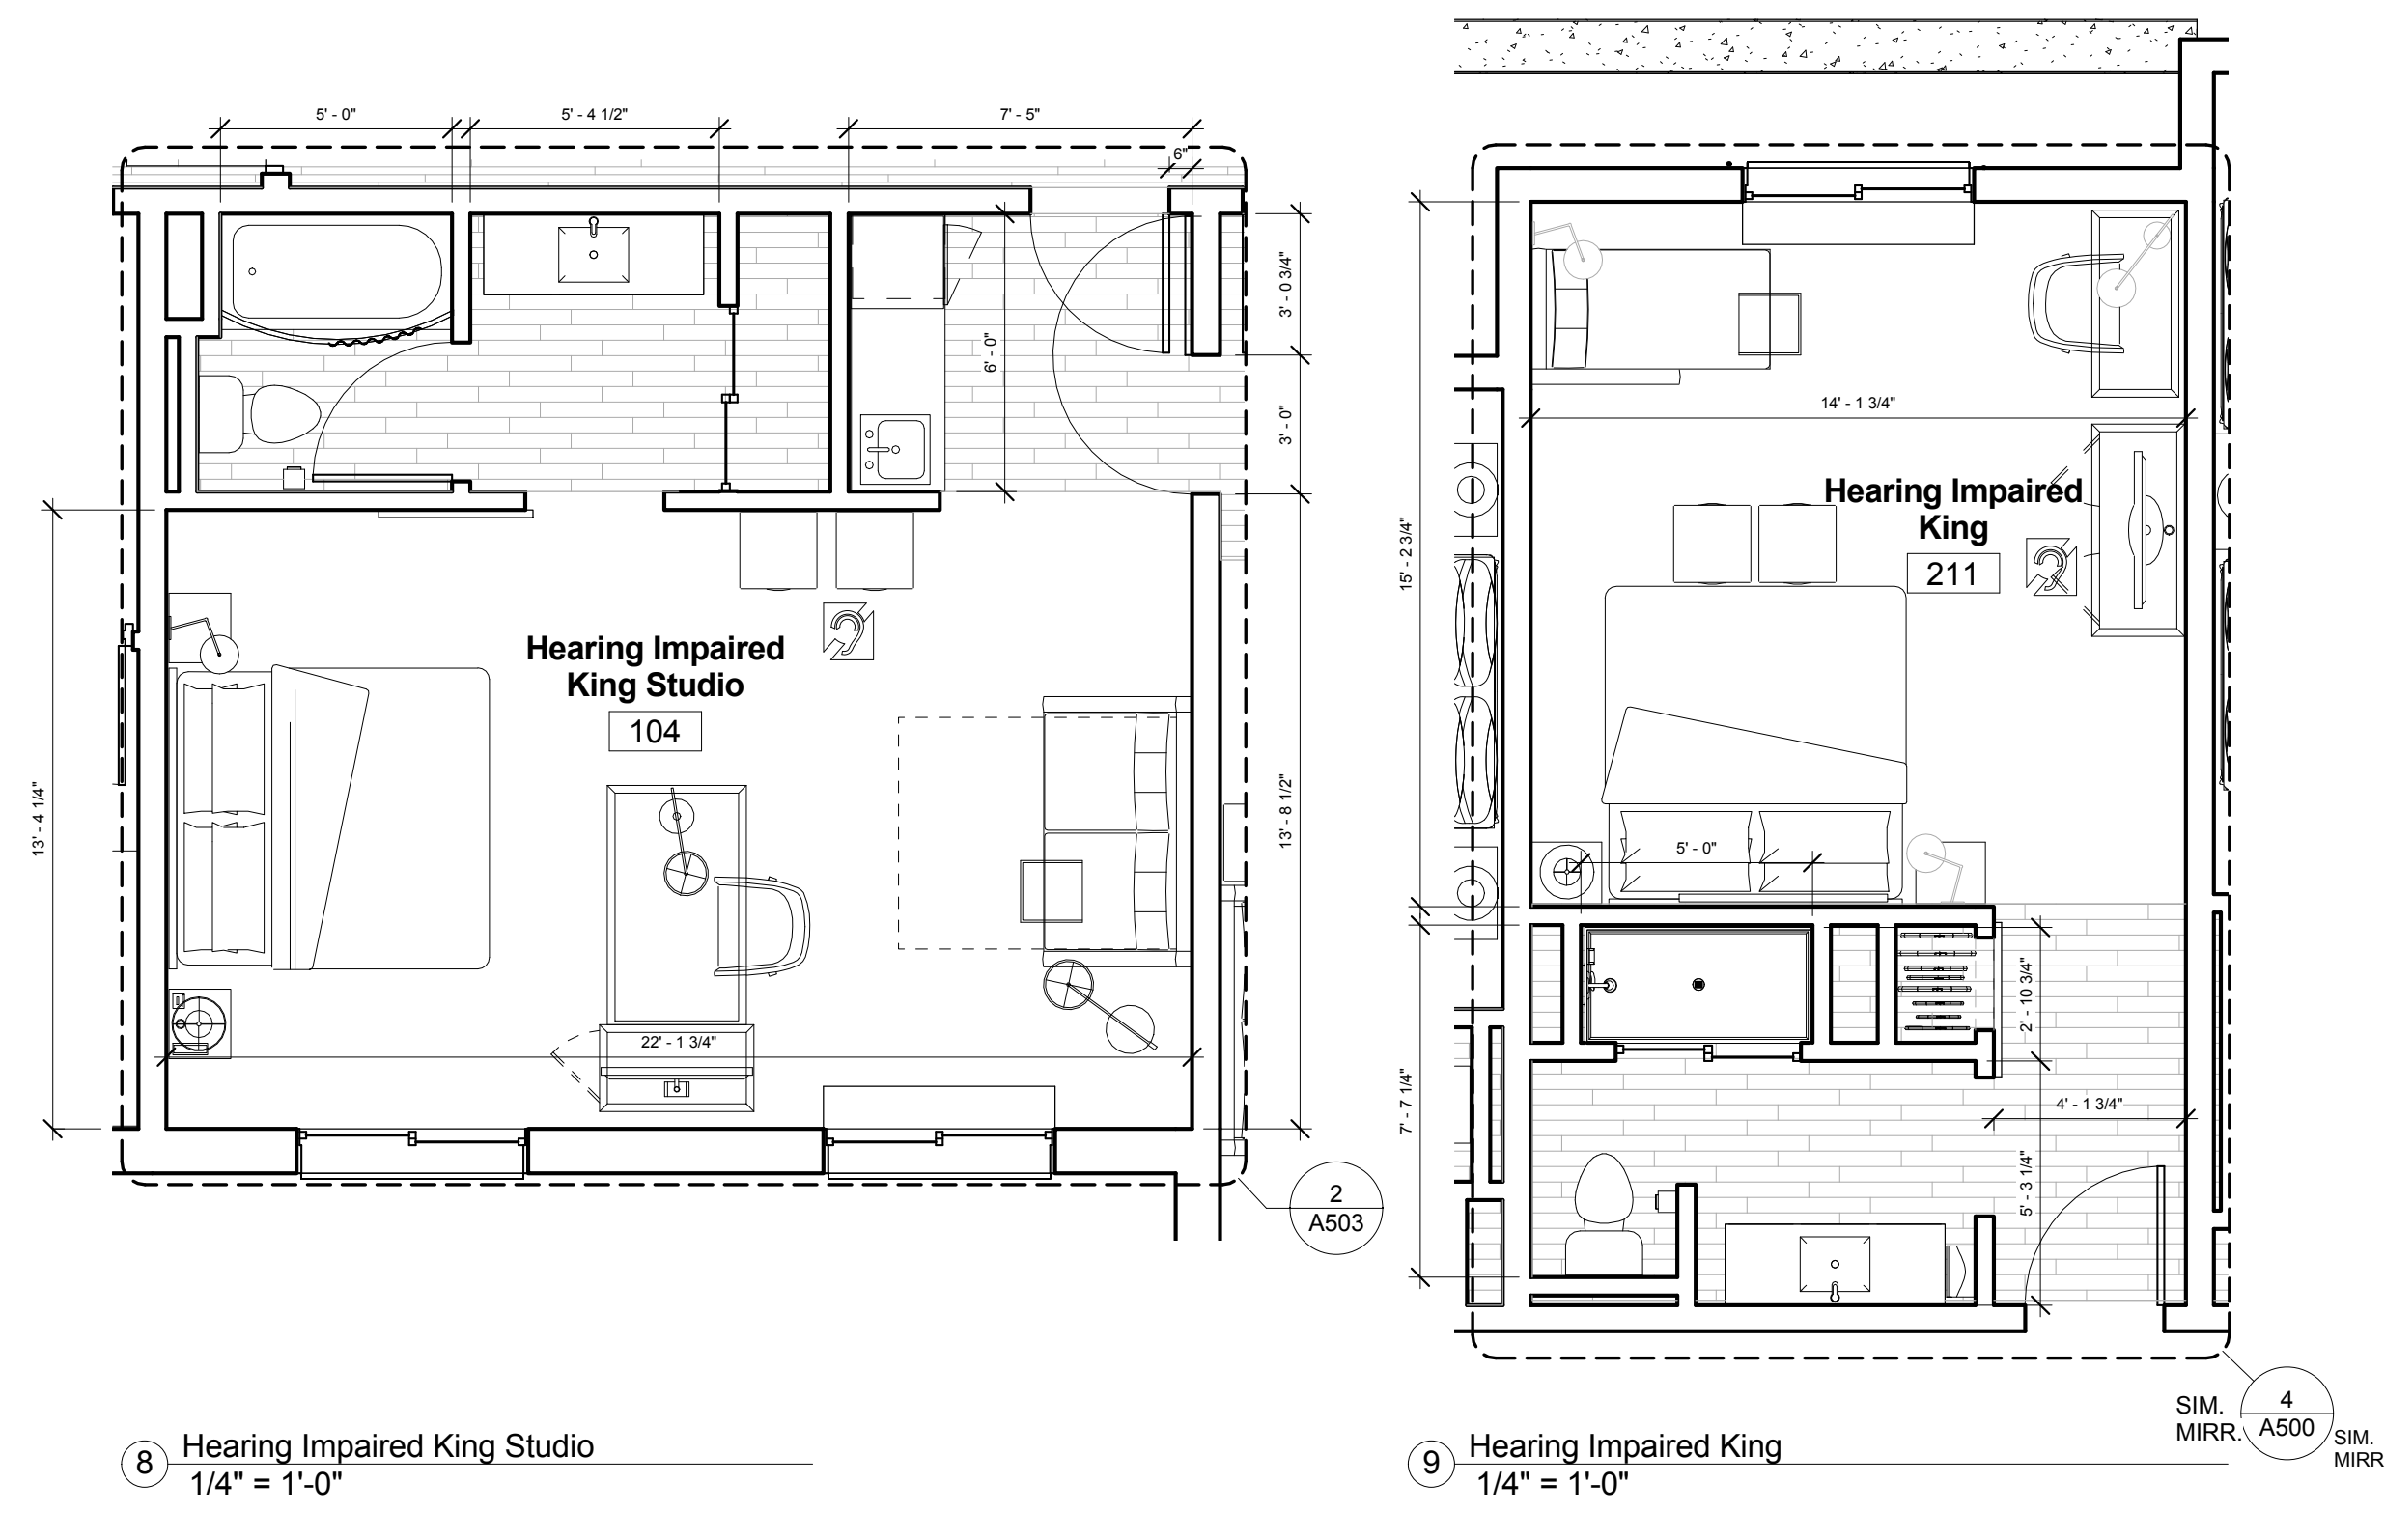 5' - 0"
5' - 4 1/2"
7' - 5"
6"
3' - 0 3/4"
6' - 0"
3' - 0"
13' - 4 1/4"
Hearing Impaired
King Studio
104
13' - 8 1/2"
22' - 1 3/4"
2
A503
8
Hearing Impaired King Studio
1/4" = 1'-0"
14' - 1 3/4"
Hearing Impaired
King
211
15' - 2 3/4"
5' - 0"
2' - 10 3/4"
7' - 7 1/4"
4' - 1 3/4"
5' - 3 1/4"
SIM.
MIRR.
4
A500
SIM.
MIRR
9
Hearing Impaired King
1/4" = 1'-0"